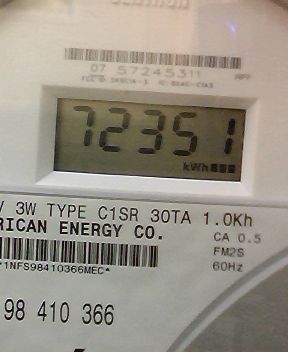 07 57245311
72351
kWh
V 3W TYPE C1SR 30TA 1.0Kh
RICAN ENERGY CO.
CA 0.5
FM2S
60Hz
*1NFS98410366MEC*
98 410 366